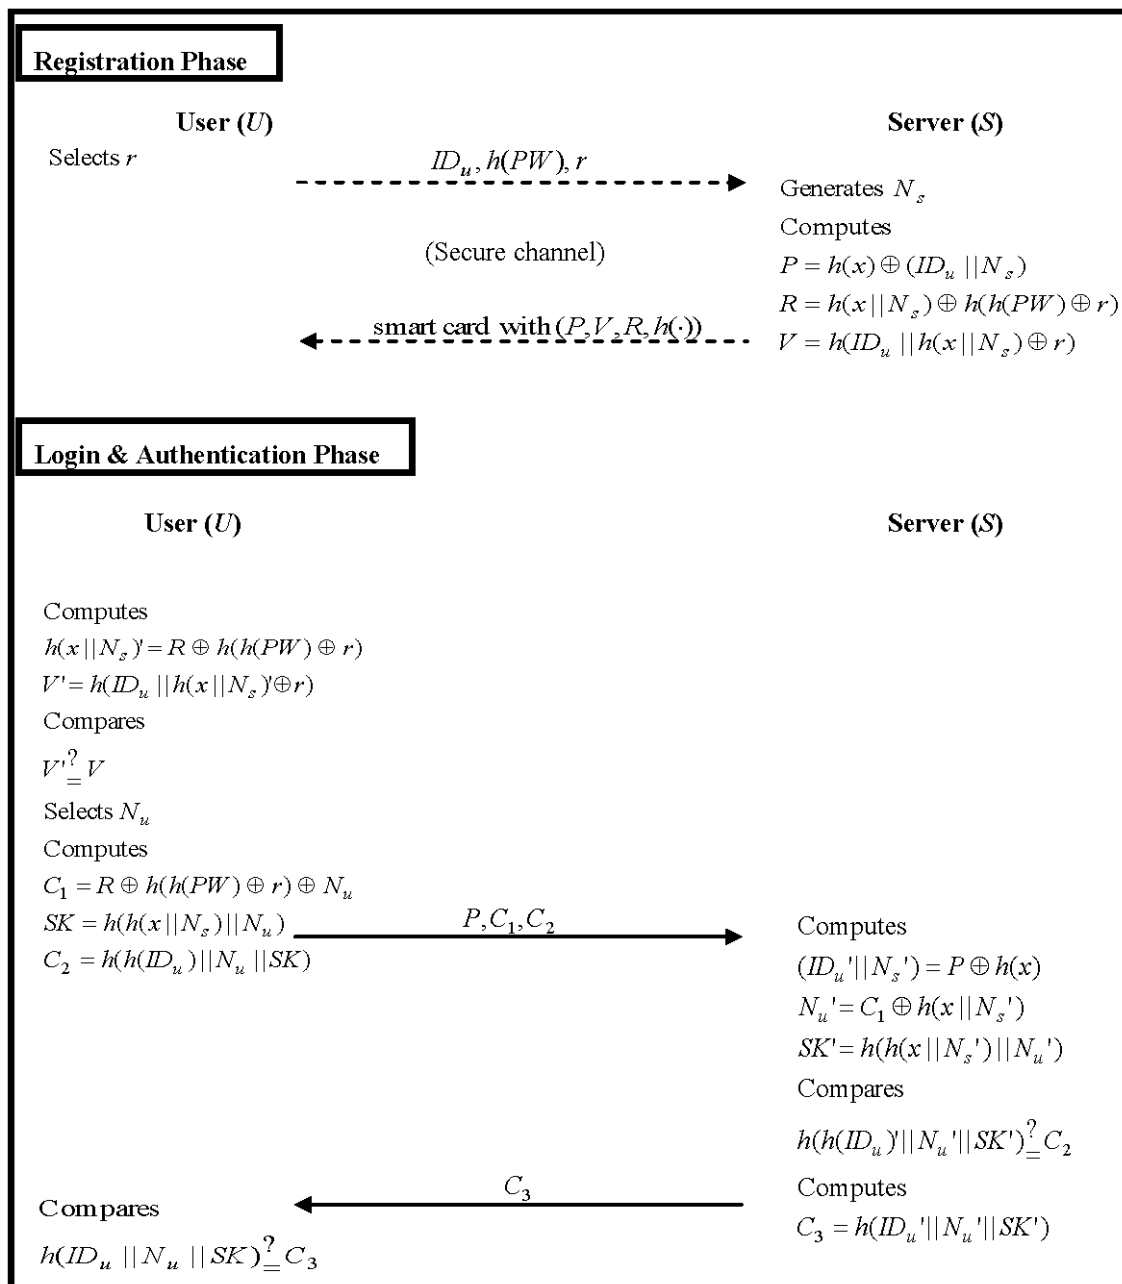 Registration Phase
User (U)
Server (S)
Selects r
ID_u, h(PW), r
Generates N_s
Computes
(Secure channel)
P = h(x) ⊕ (ID_u || N_s)
R = h(x || N_s) ⊕ h(h(PW) ⊕ r)
smart card with (P, V, R, h(·))
V = h(ID_u || h(x || N_s) ⊕ r)
Login & Authentication Phase
User (U)
Server (S)
Computes
h(x || N_s)' = R ⊕ h(h(PW) ⊕ r)
V' = h(ID_u || h(x || N_s)' ⊕ r)
Compares
V' ?= V
Selects N_u
Computes
C_1 = R ⊕ h(h(PW) ⊕ r) ⊕ N_u
SK = h(h(x || N_s) || N_u)
C_2 = h(h(ID_u) || N_u || SK)
P, C_1, C_2
Computes
(ID_u' || N_s') = P ⊕ h(x)
N_u' = C_1 ⊕ h(x || N_s')
SK' = h(h(x || N_s') || N_u')
Compares
h(h(ID_u)' || N_u' || SK') ?= C_2
Computes
C_3 = h(ID_u' || N_u' || SK')
C_3
Compares
h(ID_u || N_u || SK) ?= C_3